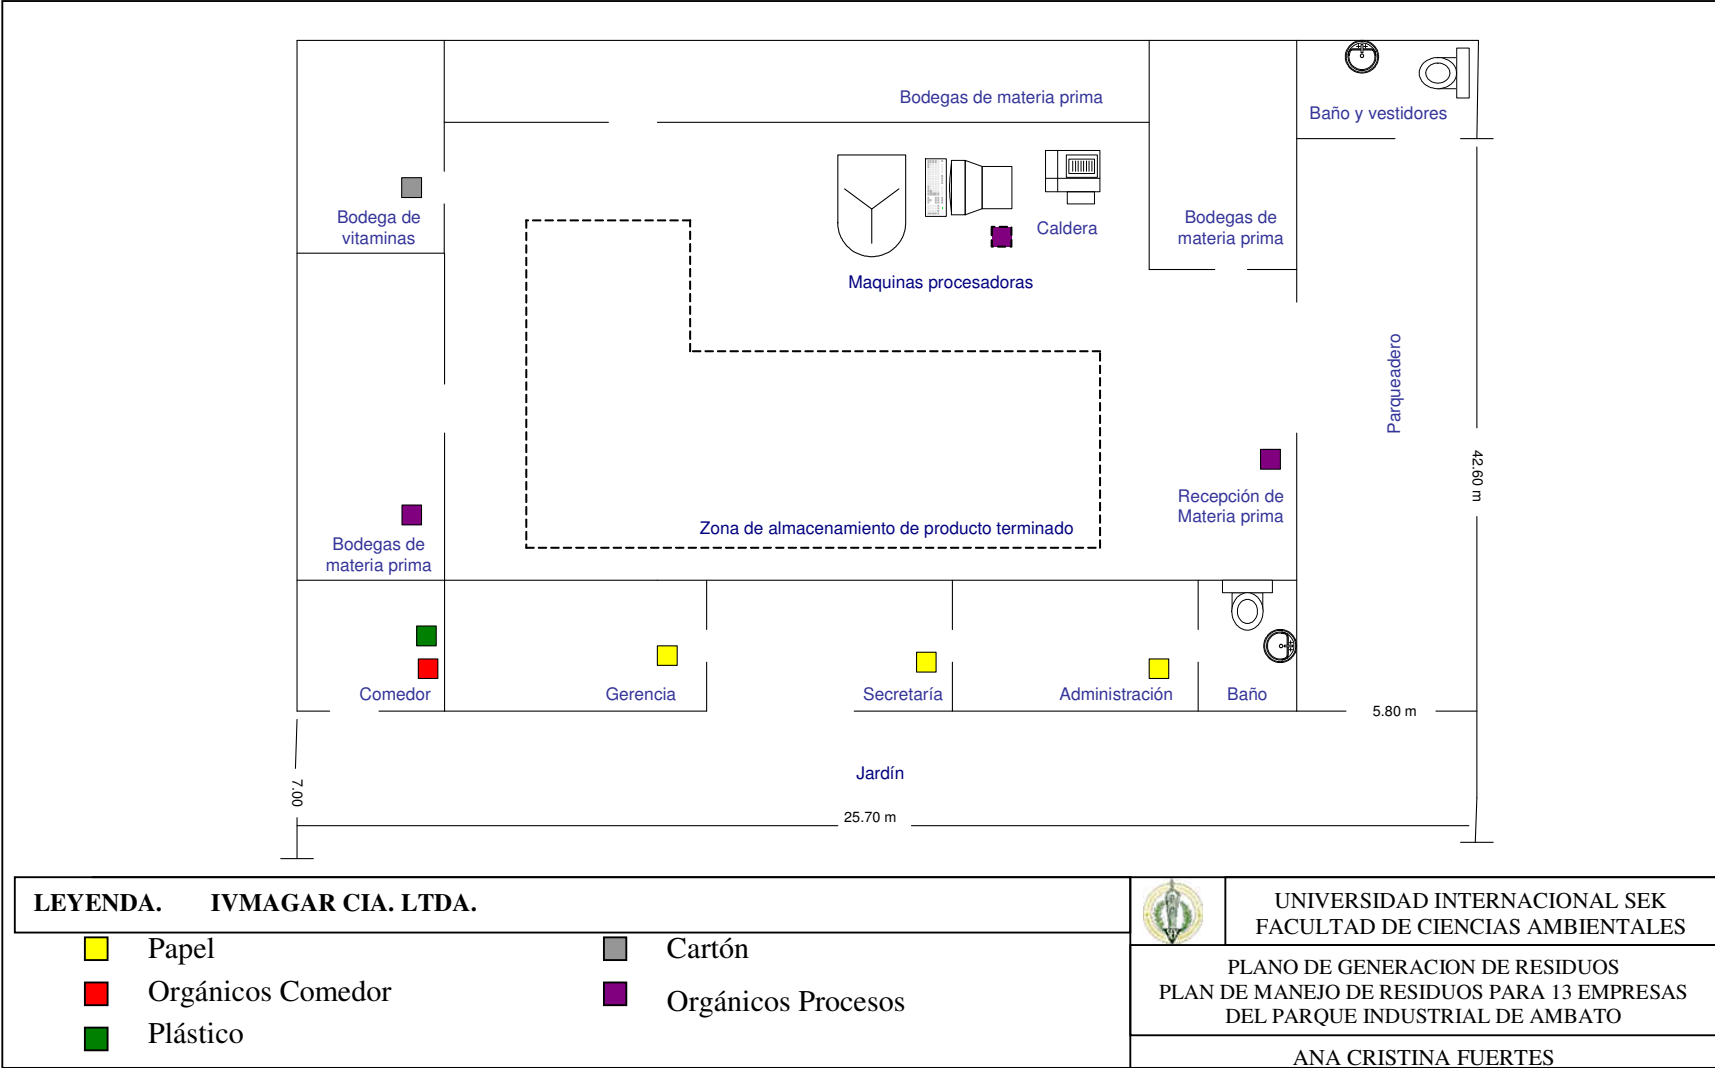 Bodegas de materia prima
Baño y vestidores
Bodega de
vitaminas
Caldera
Bodegas de
materia prima
Maquinas procesadoras
Parqueadero
42.60 m
Recepción de
Materia prima
Zona de almacenamiento de producto terminado
Bodegas de
materia prima
Comedor
Gerencia
Secretaría
Administración
Baño
5.80 m
Jardín
7.00
25.70 m
LEYENDA. IVMAGAR CIA. LTDA.
Papel
Orgánicos Comedor
Plástico
Cartón
Orgánicos Procesos
UNIVERSIDAD INTERNACIONAL SEK
FACULTAD DE CIENCIAS AMBIENTALES
PLANO DE GENERACION DE RESIDUOS
PLAN DE MANEJO DE RESIDUOS PARA 13 EMPRESAS
DEL PARQUE INDUSTRIAL DE AMBATO
ANA CRISTINA FUERTES